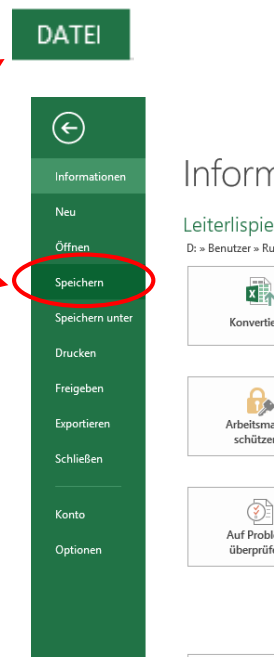 DATEI
Informationen
Neu
Öffnen
Speichern
Speichern unter
Drucken
Freigeben
Exportieren
Schließen
Konto
Optionen
Inform
Leiterlispie
D: » Benutzer » Ru
Konvertie
Arbeitsma
schützer
Auf Proble
überprüfe